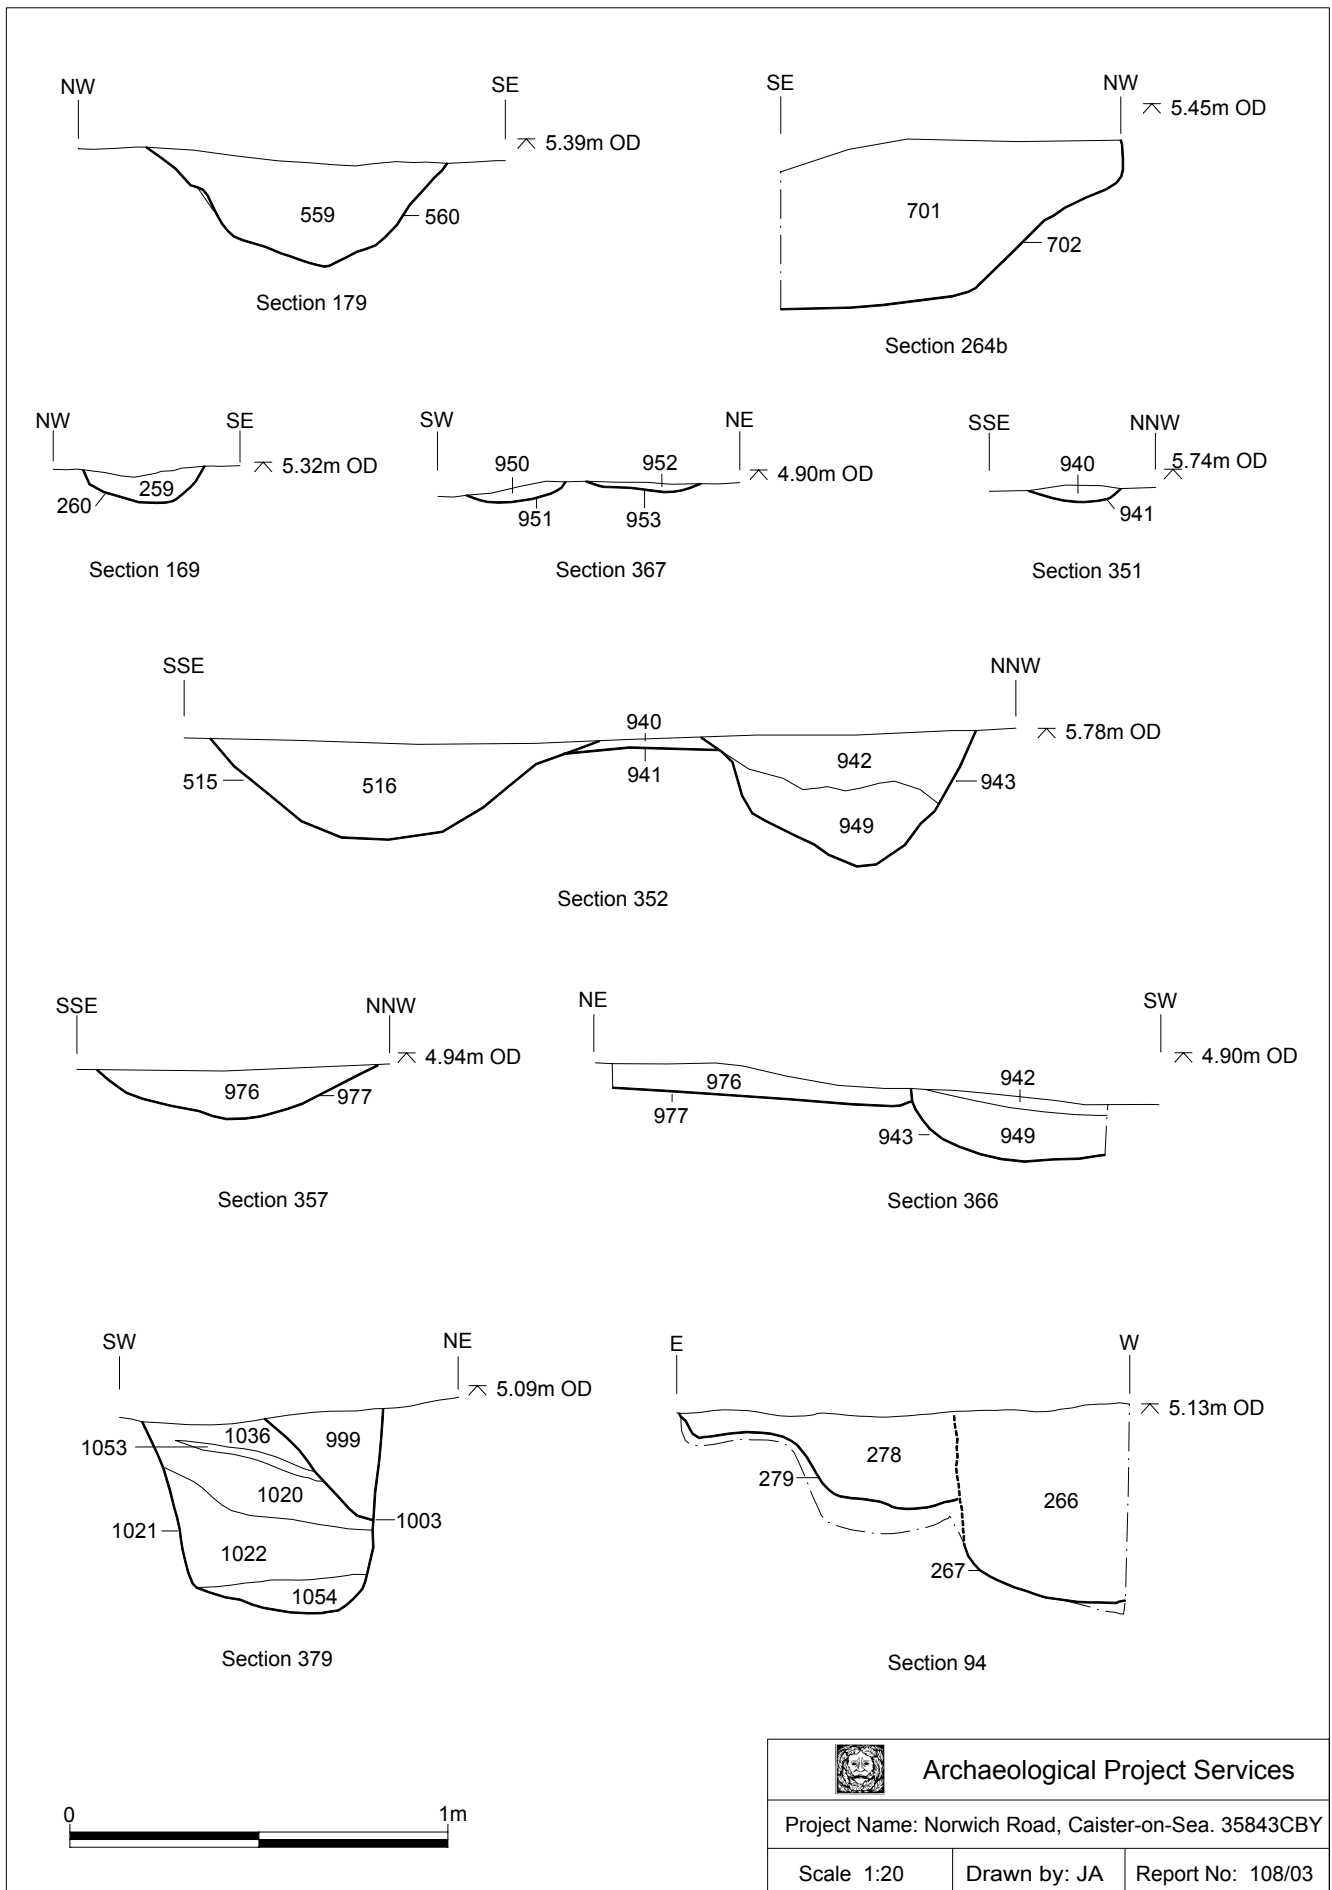 NW SE 5.39m OD
559 560
Section 179
SE NW 5.45m OD
701 702
Section 264b
NW SE 5.32m OD
259
260
Section 169
SW NE 4.90m OD
950 952
951 953
Section 367
SSE NNW 5.74m OD
940
941
Section 351
SSE NNW 5.78m OD
940
515 516 941 942 943
949
Section 352
SSE NNW 4.94m OD
976 977
Section 357
NE SW 4.90m OD
976 942
977 943 949
Section 366
SW NE 5.09m OD
1053 1036 999
1020
1021 1003
1022
1054
Section 379
E W 5.13m OD
278
279 266
267
Section 94
0 1m
Archaeological Project Services
Project Name: Norwich Road, Caister-on-Sea. 35843CBY
Scale 1:20 Drawn by: JA Report No: 108/03